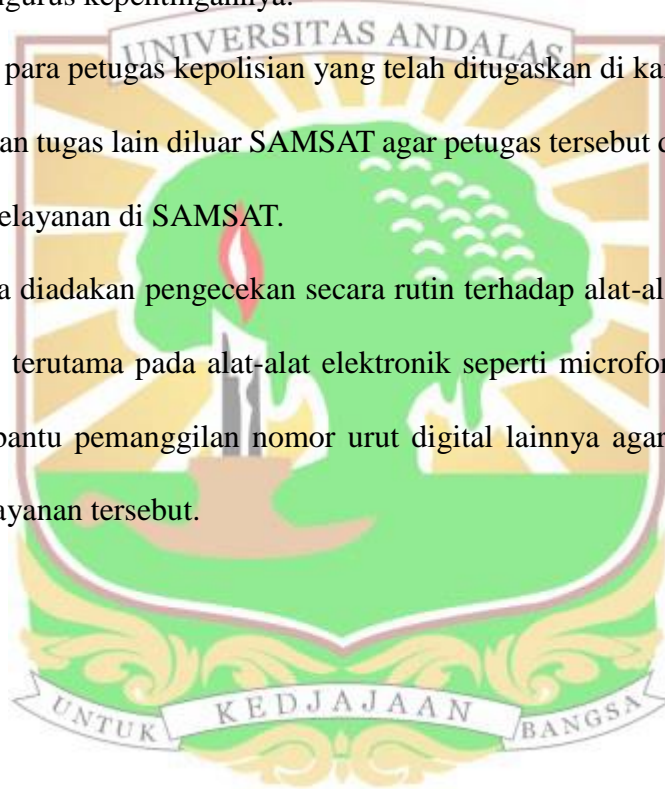 ngurus kepentingannya.
UNIVERSITAS ANDALAS
para petugas kepolisian yang telah ditugaskan di ka
an tugas lain diluar SAMSAT agar petugas tersebut d
elayanan di SAMSAT.
a diadakan pengecekan secara rutin terhadap alat-al
terutama pada alat-alat elektronik seperti microfor
bantu pemanggilan nomor urut digital lainnya agar
ayanan tersebut.
UNTUK KEDJAJAAN BANGSA